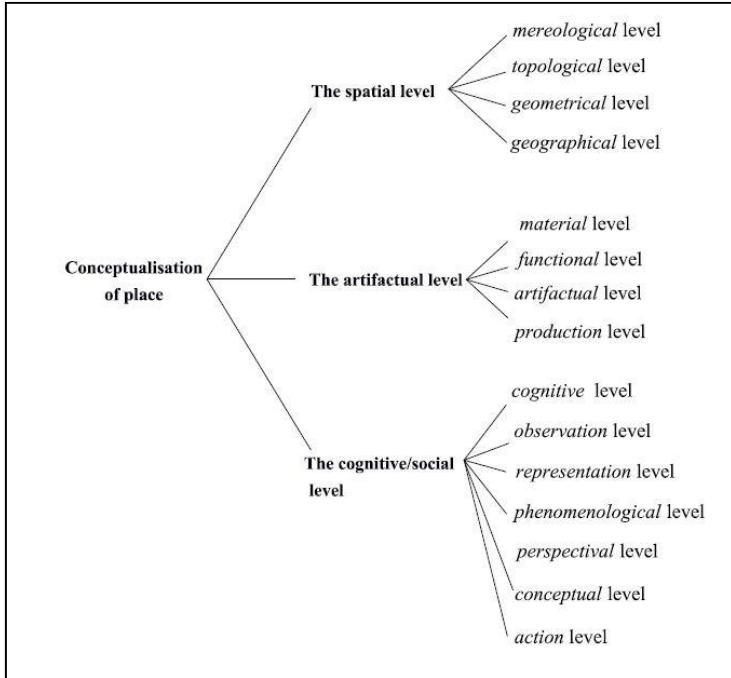 Conceptualisation
of place
The spatial level
mereological level
topological level
geometrical level
geographical level
The artifactual level
material level
functional level
artifactual level
production level
The cognitive/social
level
cognitive level
observation level
representation level
phenomenological level
perspectival level
conceptual level
action level